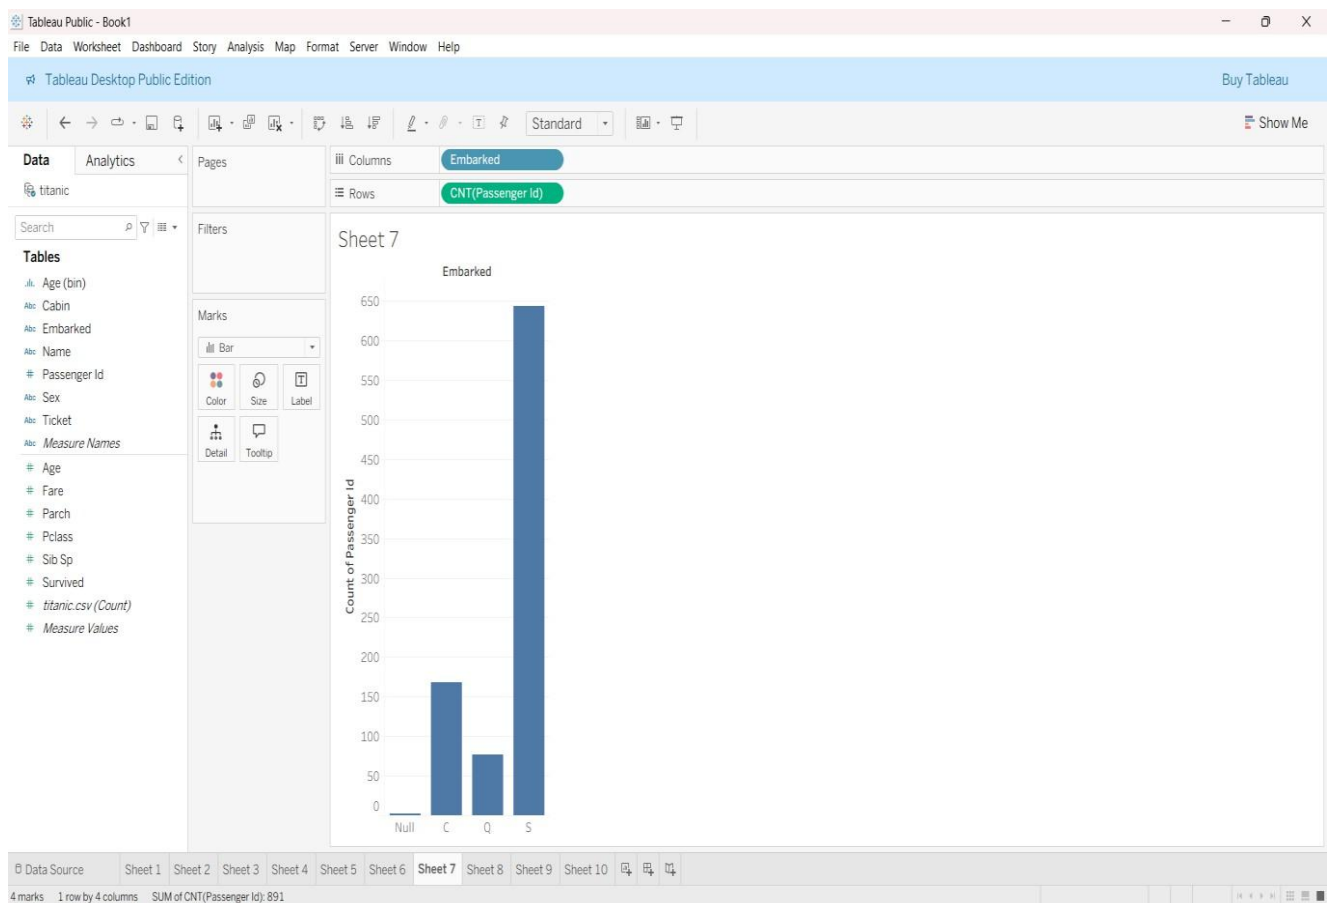 Tableau Public - Book1
File Data Worksheet Dashboard Story Analysis Map Format Server Window Help
Tableau Desktop Public Edition
Buy Tableau
Standard
Show Me
Data Analytics
titanic
Search
Tables
Age (bin)
Abc Cabin
Abc Embarked
Abc Name
# Passenger Id
Abc Sex
Abc Ticket
Abc Measure Names
# Age
# Fare
# Parch
# Pclass
# Sib Sp
# Survived
# titanic.csv (Count)
# Measure Values
Pages
Filters
Marks
Bar
Color Size Label
Detail Tooltip
Columns Embarked
Rows CNT(Passenger Id)
Sheet 7
Embarked
Count of Passenger Id
650
600
550
500
450
400
350
300
250
200
150
100
50
0
Null C Q S
Data Source Sheet 1 Sheet 2 Sheet 3 Sheet 4 Sheet 5 Sheet 6 Sheet 7 Sheet 8 Sheet 9 Sheet 10
4 marks 1 row by 4 columns SUM of CNT(Passenger Id): 891